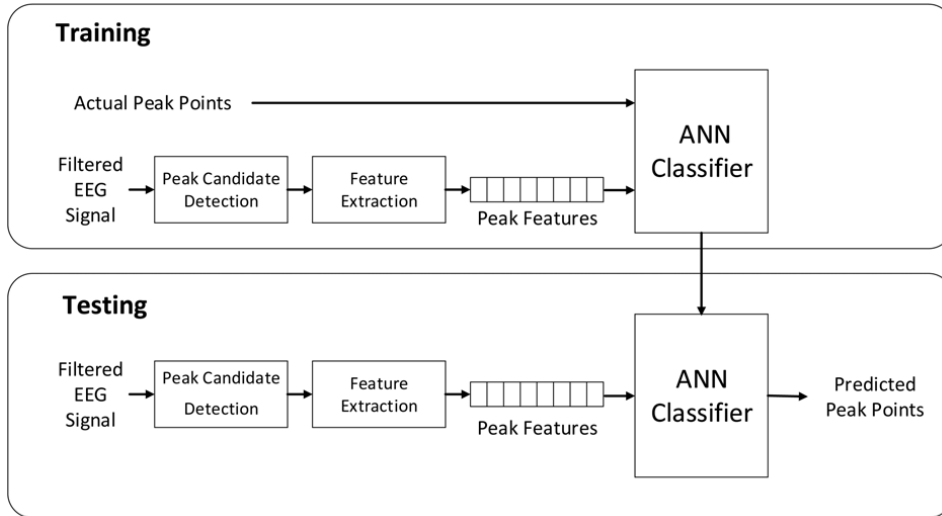 Training
Actual Peak Points
Filtered
EEG
Signal
Peak Candidate
Detection
Feature
Extraction
Peak Features
ANN
Classifier
Testing
Filtered
EEG
Signal
Peak Candidate
Detection
Feature
Extraction
Peak Features
ANN
Classifier
Predicted
Peak Points